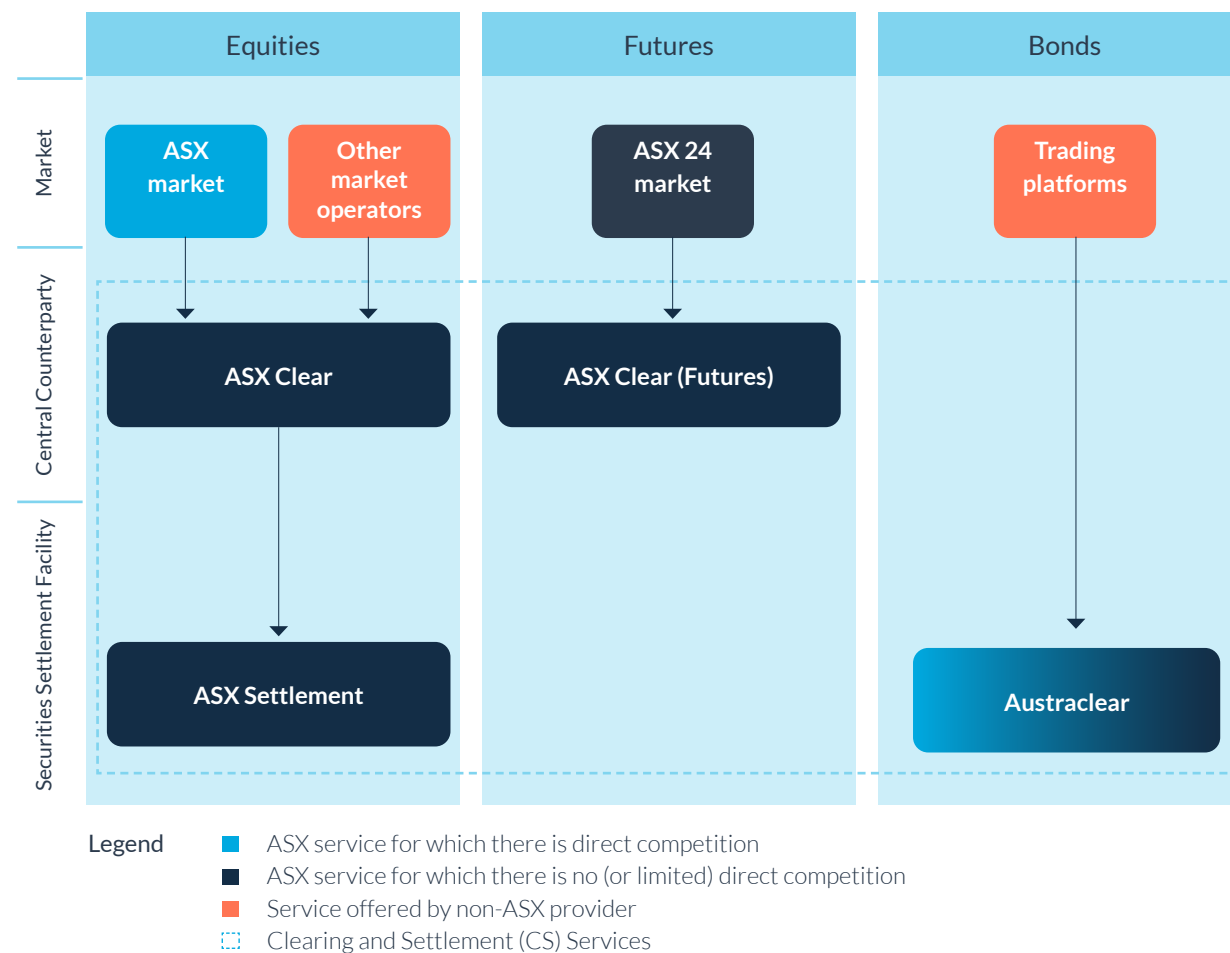 Equities
Futures
Bonds
Market
ASX
market
Other
market
operators
ASX 24
market
Trading
platforms
Central Counterparty
ASX Clear
ASX Clear (Futures)
Securities Settlement Facility
ASX Settlement
Austraclear
Legend
ASX service for which there is direct competition
ASX service for which there is no (or limited) direct competition
Service offered by non-ASX provider
Clearing and Settlement (CS) Services